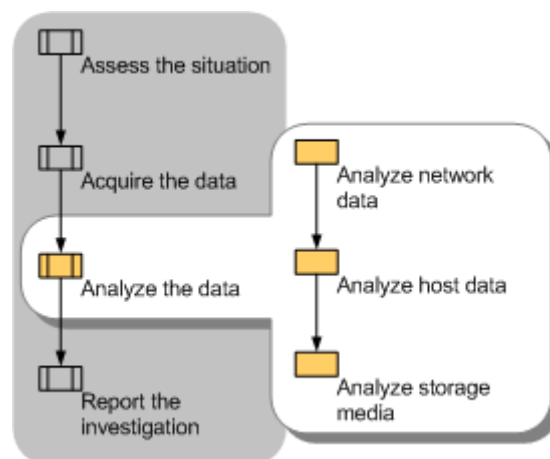 Assess the situation
Acquire the data
Analyze the data
Report the
investigation
Analyze network
data
Analyze host data
Analyze storage
media